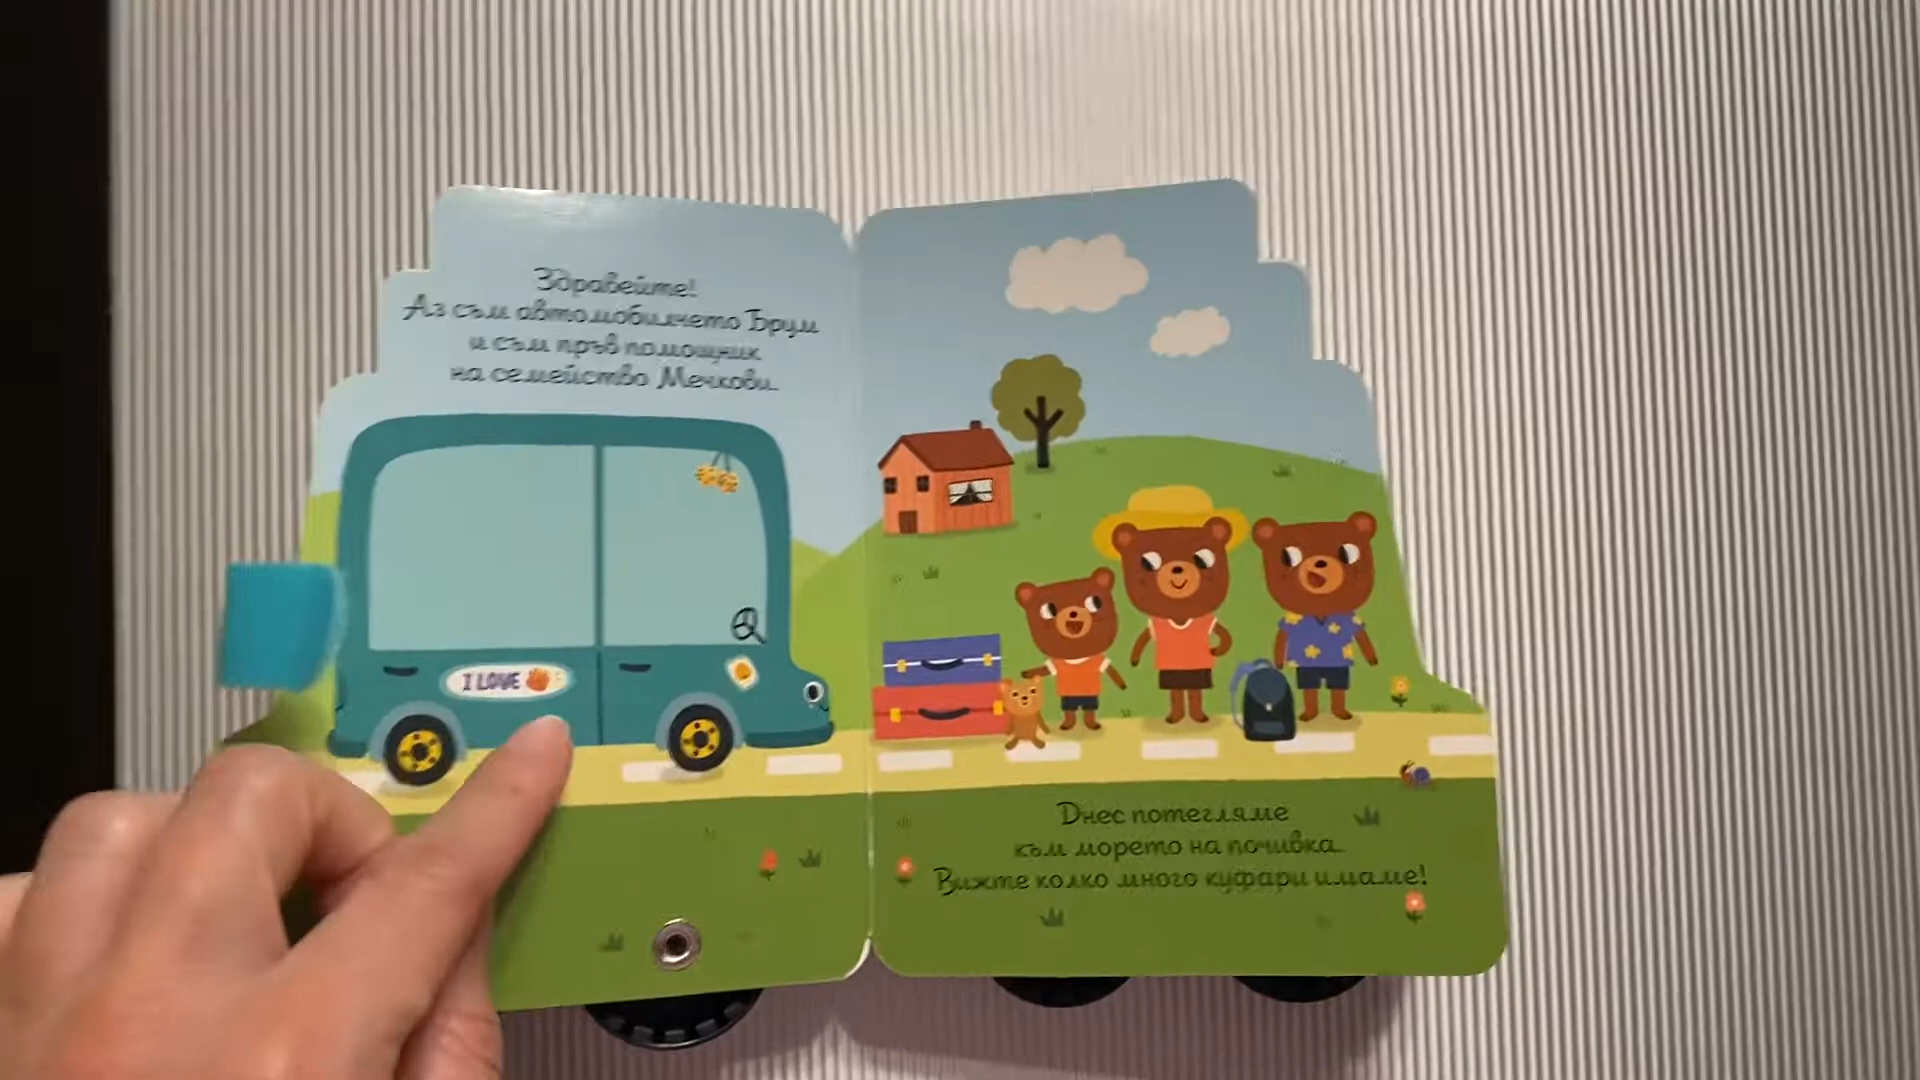 Здравейте!
Аз съм автомобилчето Брум
и съм пръв помощник
на семейство Мечкови.
I LOVE
Днес потегляме
към морето на почивка.
Вижте колко много куфари имаме!